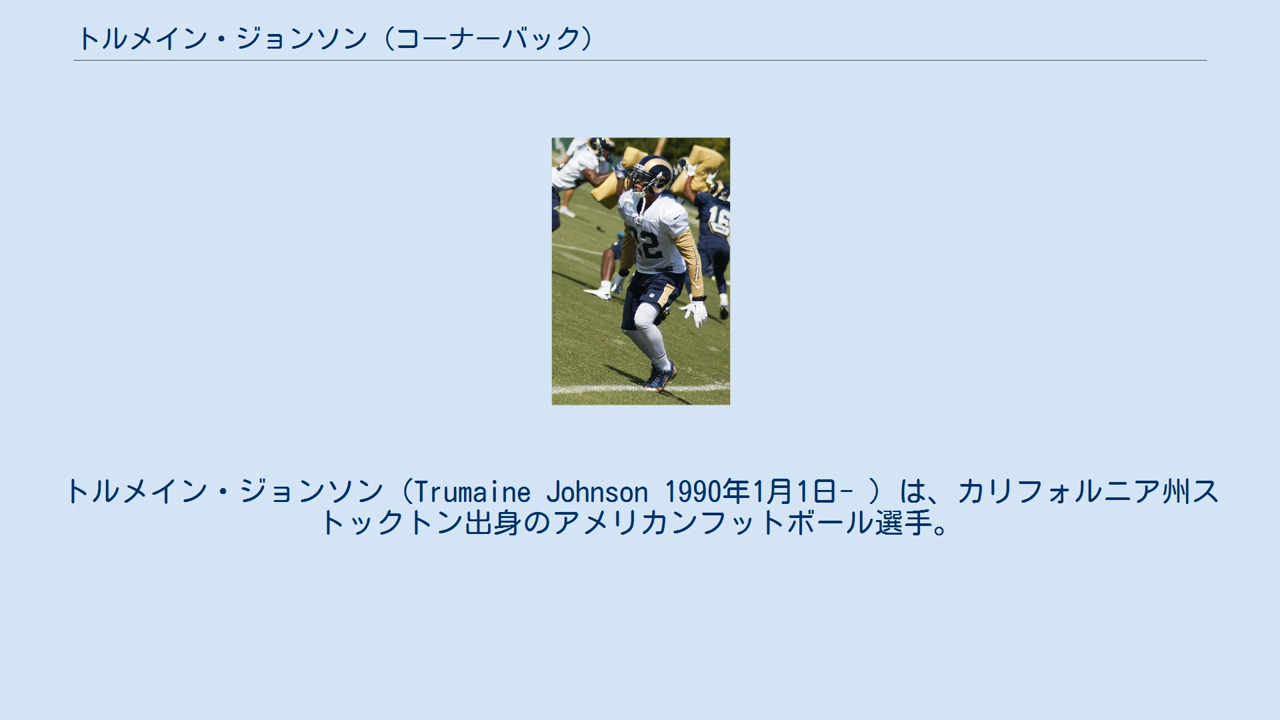 トルメイン・ジョンソン（コーナーバック）
16
22
トルメイン・ジョンソン（Trumaine Johnson 1990年1月1日- ）は、カリフォルニア州ス
トックトン出身のアメリカンフットボール選手。